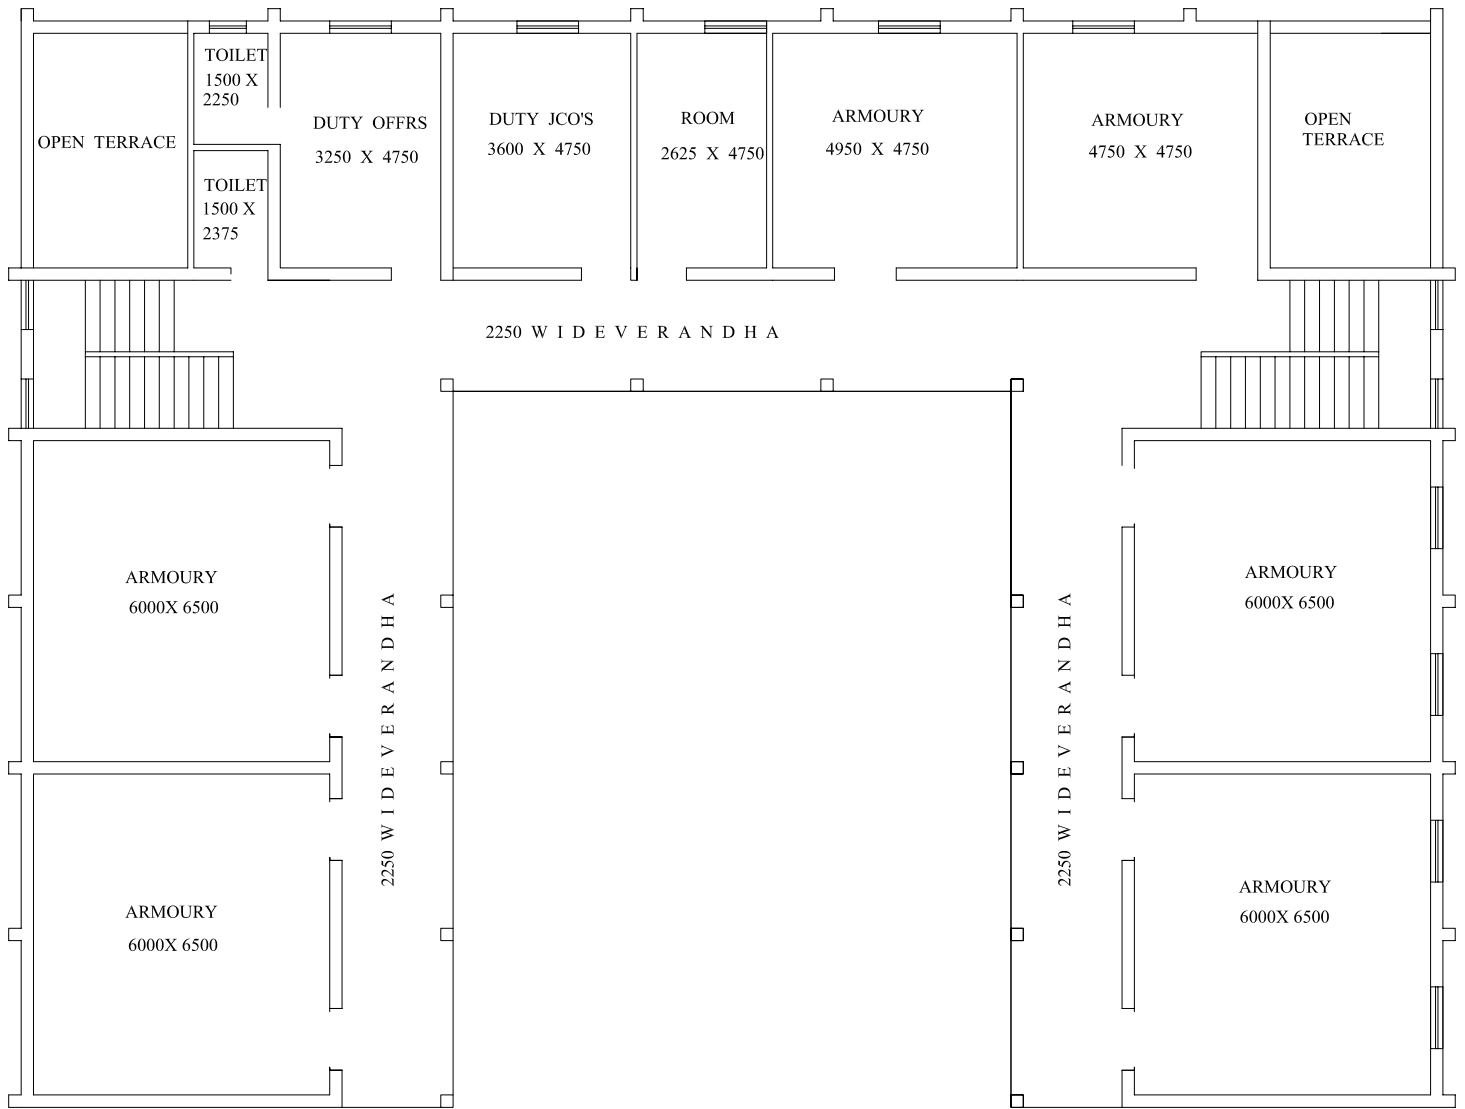 TOILET
1500 X
2250
OPEN  TERRACE
TOILET
1500 X
2375
DUTY  OFFRS
3250  X  4750
DUTY  JCO'S
3600  X  4750
ROOM
2625  X  4750
ARMOURY
4950  X  4750
ARMOURY
4750  X  4750
OPEN
TERRACE
2250  W I D E V E R A N D H A
ARMOURY
6000X 6500
2250 W I D E V E R A N D H A
2250 W I D E V E R A N D H A
ARMOURY
6000X 6500
ARMOURY
6000X 6500
ARMOURY
6000X 6500